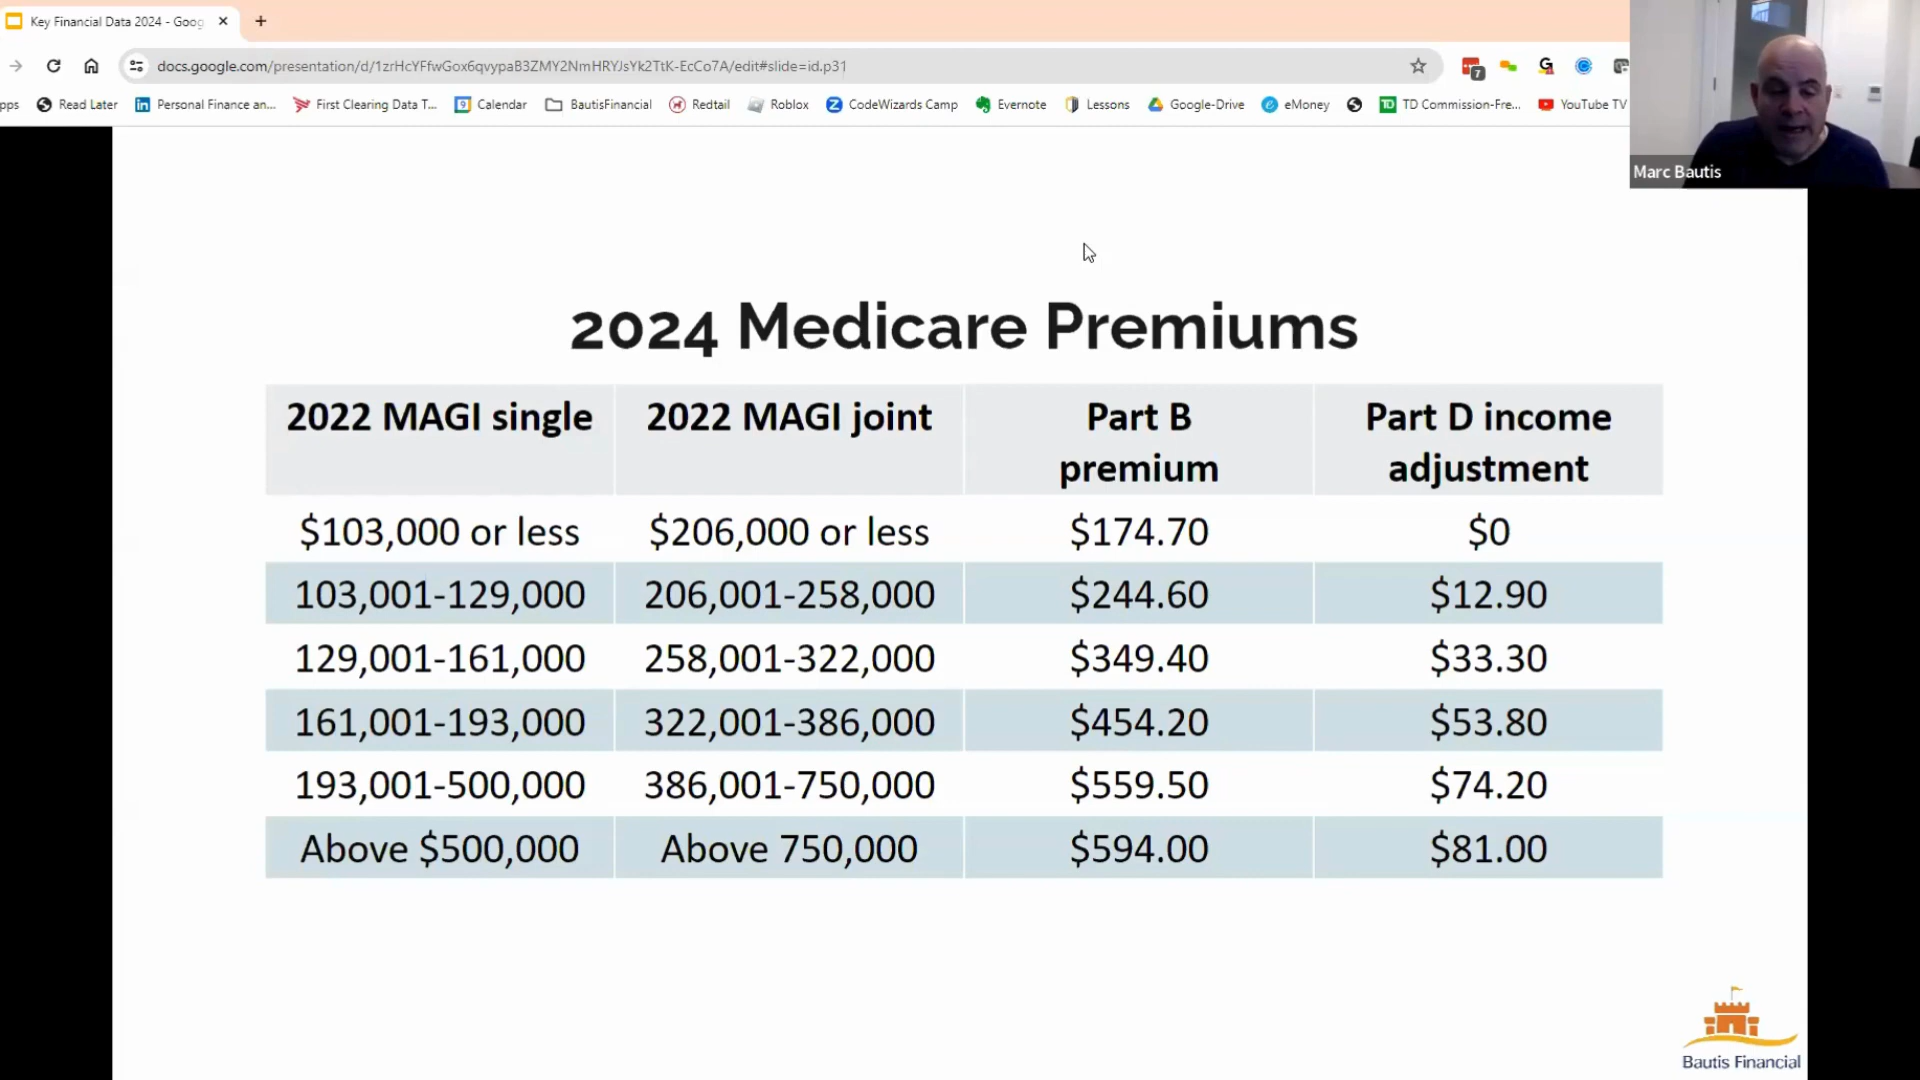 Key Financial Data 2024 - Goog
docs.google.com/presentation/d/1zrHcYFfwGox6qvypaB3ZMY2NmHRYJsYk2TtK-EcCo7A/edit#slide=id.p31
7
pps Read Later Personal Finance an... First Clearing Data T... Calendar BautisFinancial Redtail Roblox CodeWizards Camp Evernote Lessons Google-Drive eMoney TD Commission-Fre... YouTube TV
Marc Bautis
2024 Medicare Premiums
2022 MAGI single 2022 MAGI joint Part B premium Part D income adjustment
$103,000 or less $206,000 or less $174.70 $0
103,001-129,000 206,001-258,000 $244.60 $12.90
129,001-161,000 258,001-322,000 $349.40 $33.30
161,001-193,000 322,001-386,000 $454.20 $53.80
193,001-500,000 386,001-750,000 $559.50 $74.20
Above $500,000 Above 750,000 $594.00 $81.00
Bautis Financial